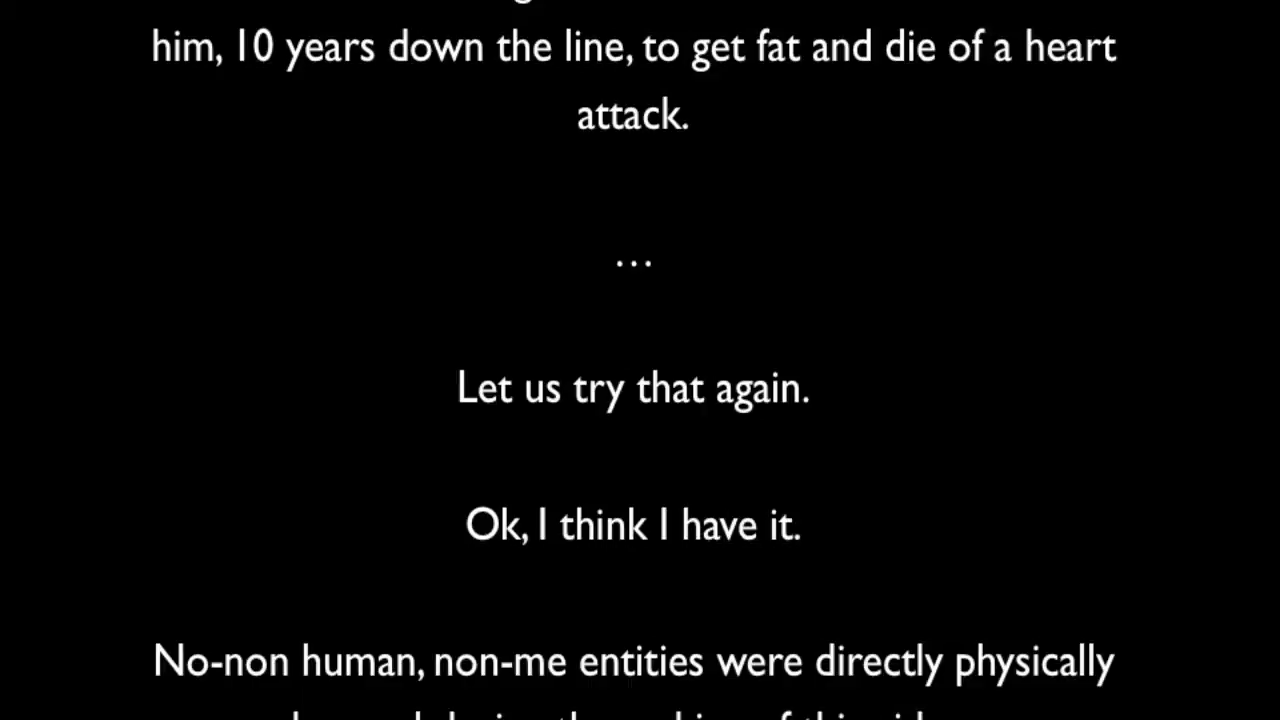 him, 10 years down the line, to get fat and die of a heart
attack.
...
Let us try that again.
Ok, I think I have it.
No-non human, non-me entities were directly physically